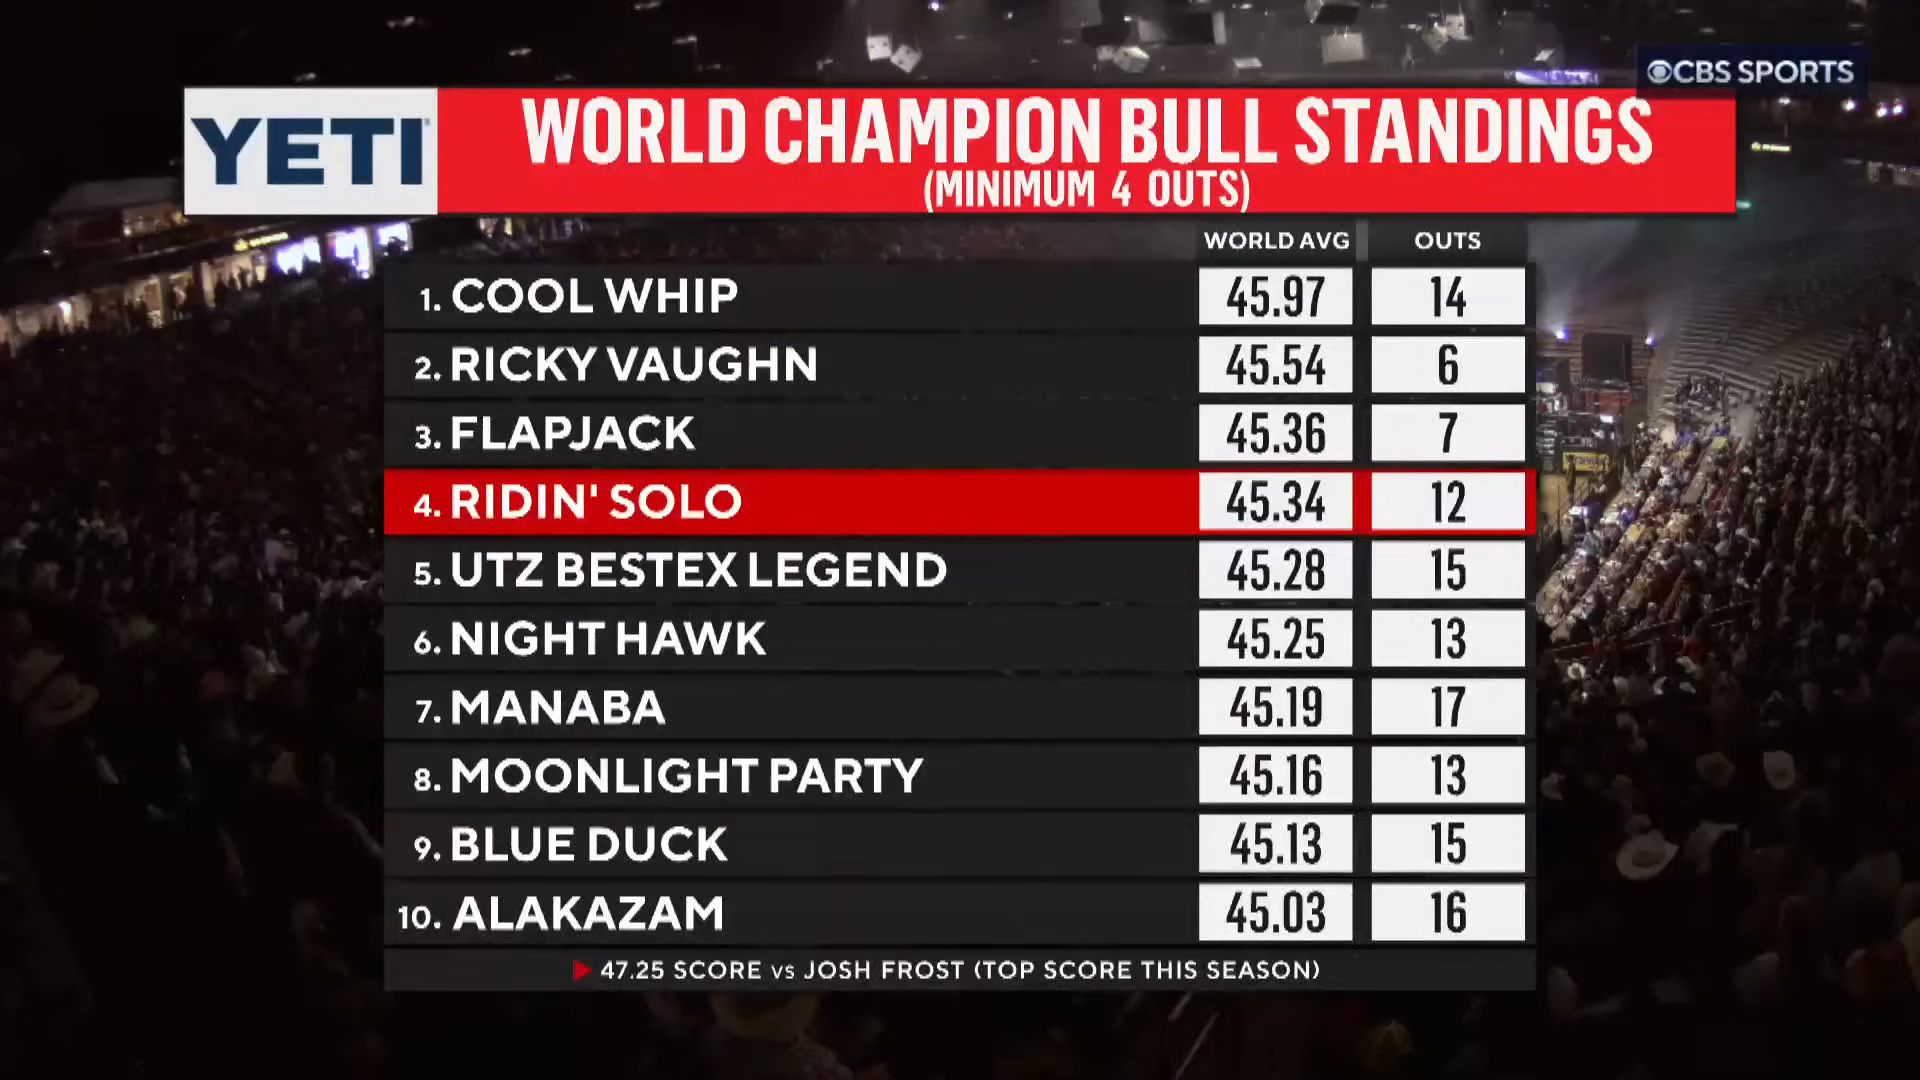 CBS SPORTS
YETI
WORLD CHAMPION BULL STANDINGS
(MINIMUM 4 OUTS)
WORLD AVG OUTS
1. COOL WHIP 45.97 14
2. RICKY VAUGHN 45.54 6
3. FLAPJACK 45.36 7
4. RIDIN' SOLO 45.34 12
5. UTZ BESTEX LEGEND 45.28 15
6. NIGHT HAWK 45.25 13
7. MANABA 45.19 17
8. MOONLIGHT PARTY 45.16 13
9. BLUE DUCK 45.13 15
10. ALAKAZAM 45.03 16
47.25 SCORE vs JOSH FROST (TOP SCORE THIS SEASON)